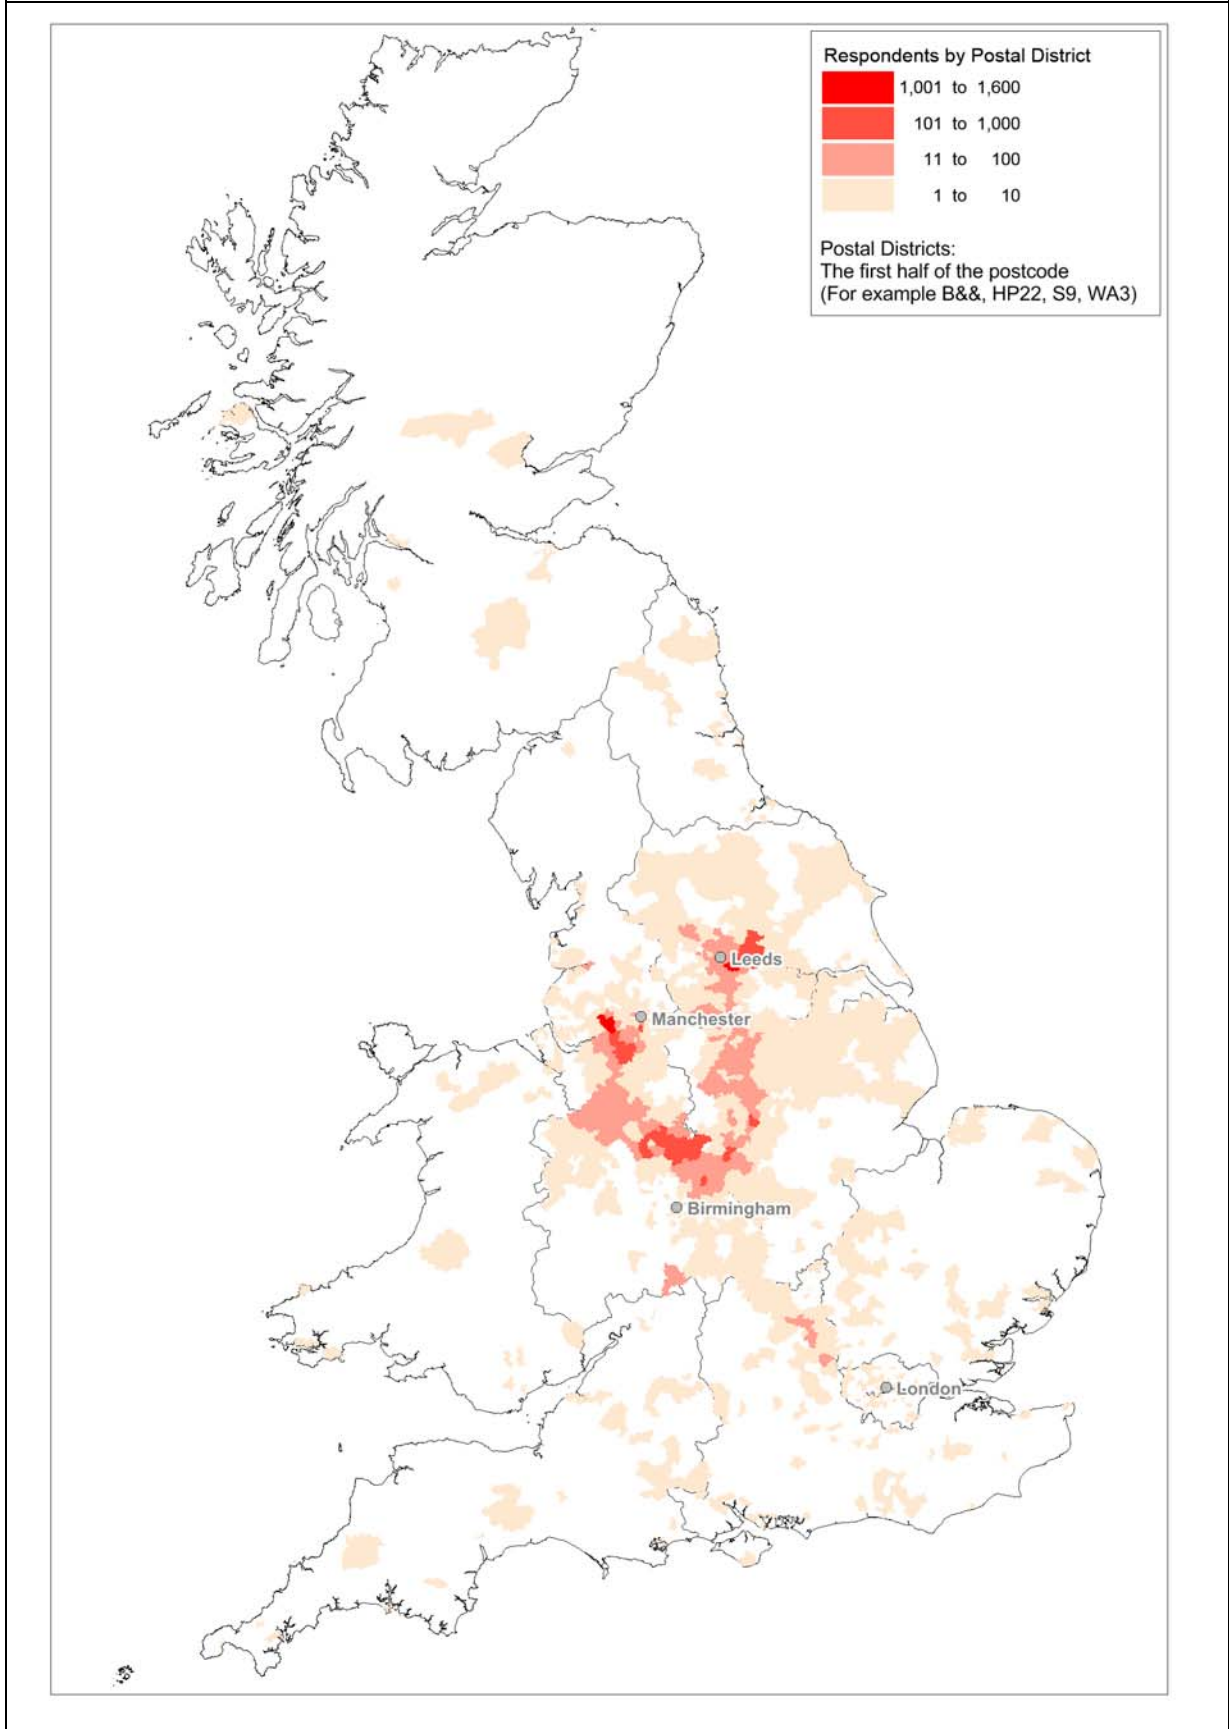 Respondents by Postal District
1,001 to 1,600
101 to 1,000
11 to 100
1 to 10
Postal Districts:
The first half of the postcode
(For example B&&, HP22, S9, WA3)
Leeds
Manchester
Birmingham
London